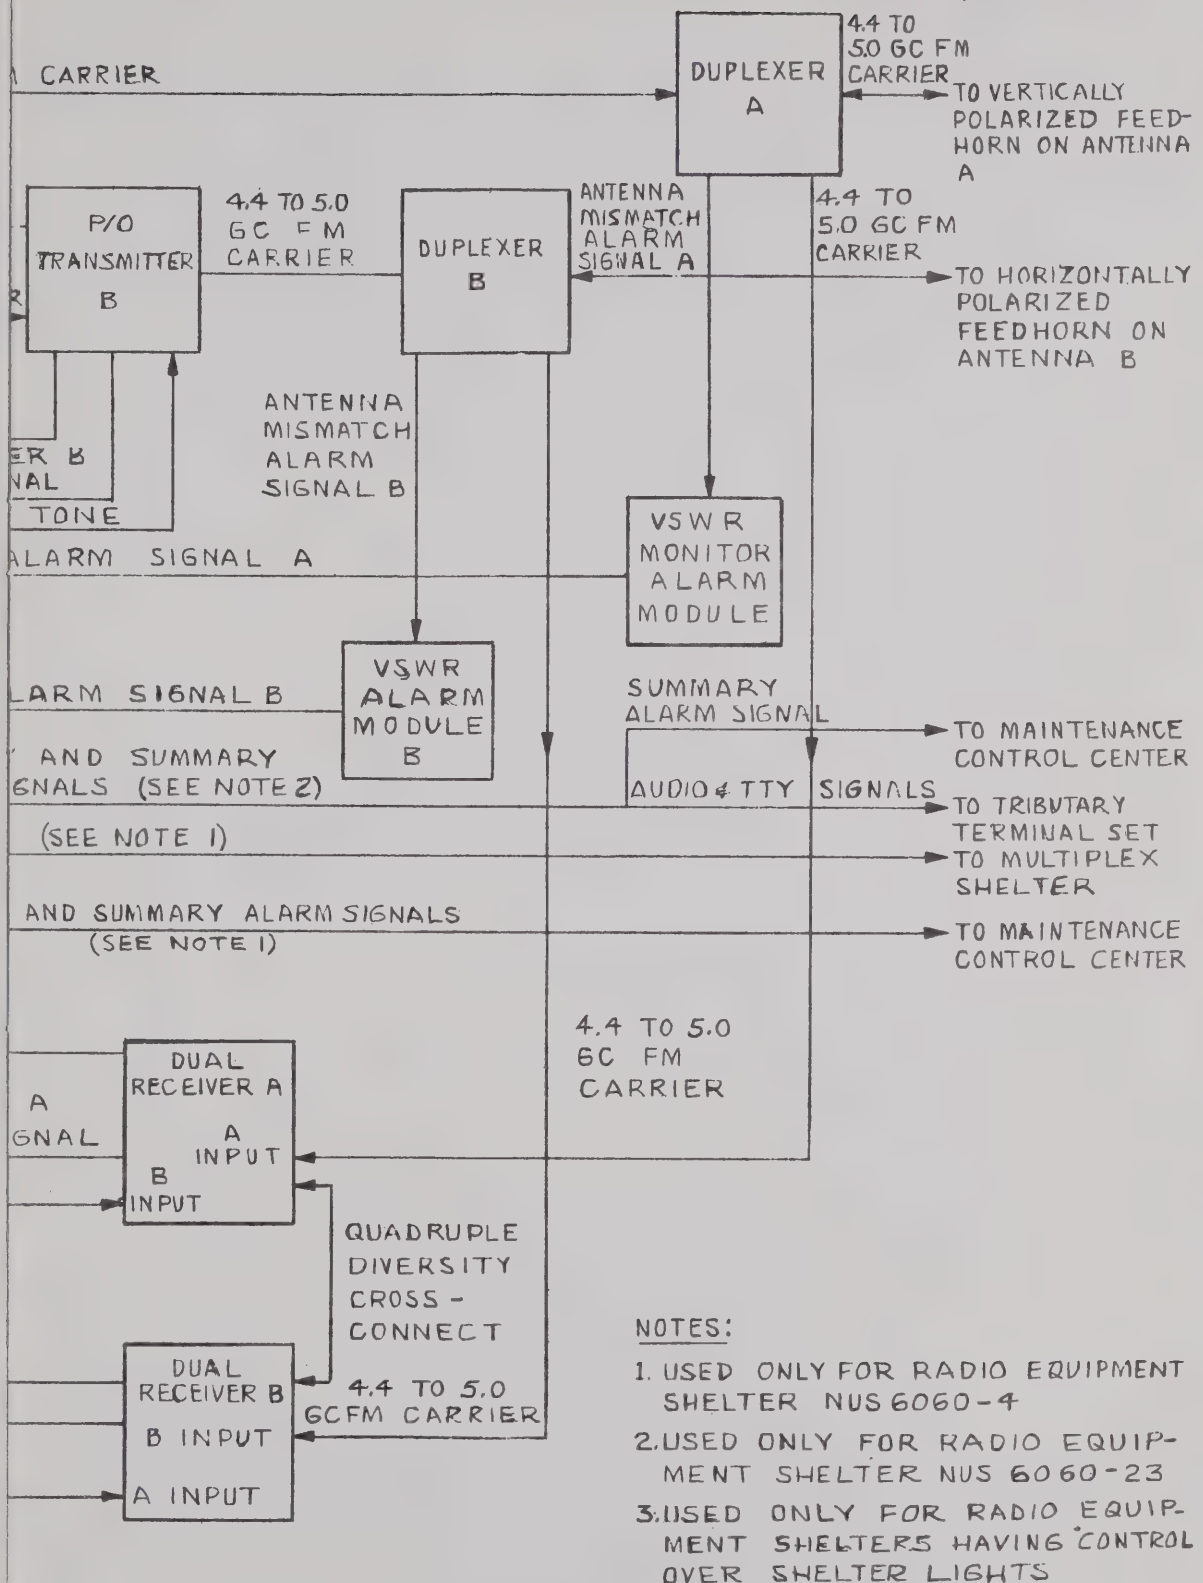 4.4 TO
5.0 GC FM
CARRIER
CARRIER
DUPLEXER
A
TO VERTICALLY
POLARIZED FEED-
HORN ON ANTENNA
A
P/O
TRANSMITTER
B
4.4 TO 5.0
GC FM
CARRIER
DUPLEXER
B
ANTENNA
MISMATCH
ALARM
SIGNAL A
4.4 TO
5.0 GC FM
CARRIER
TO HORIZONTALLY
POLARIZED
FEEDHORN ON
ANTENNA B
ANTENNA
MISMATCH
ALARM
SIGNAL B
ER B
NAL
TONE
ALARM SIGNAL A
VSWR
MONITOR
ALARM
MODULE
LARM SIGNAL B
VSWR
ALARM
MODULE
B
SUMMARY
ALARM SIGNAL
TO MAINTENANCE
CONTROL CENTER
AND SUMMARY
GNALS (SEE NOTE 2)
AUDIO & TTY SIGNALS
TO TRIBUTARY
TERMINAL SET
(SEE NOTE 1)
TO MULTIPLEX
SHELTER
AND SUMMARY ALARM SIGNALS
(SEE NOTE 1)
TO MAINTENANCE
CONTROL CENTER
4.4 TO 5.0
GC FM
CARRIER
DUAL
RECEIVER A
A
INPUT
B
INPUT
A
GNAL
QUADRUPLE
DIVERSITY
CROSS-
CONNECT
DUAL
RECEIVER B
B INPUT
A INPUT
4.4 TO 5.0
GCFM CARRIER
NOTES:
1. USED ONLY FOR RADIO EQUIPMENT
SHELTER NUS 6060-4
2. USED ONLY FOR RADIO EQUIP-
MENT SHELTER NUS 6060-23
3. USED ONLY FOR RADIO EQUIP-
MENT SHELTERS HAVING CONTROL
OVER SHELTER LIGHTS